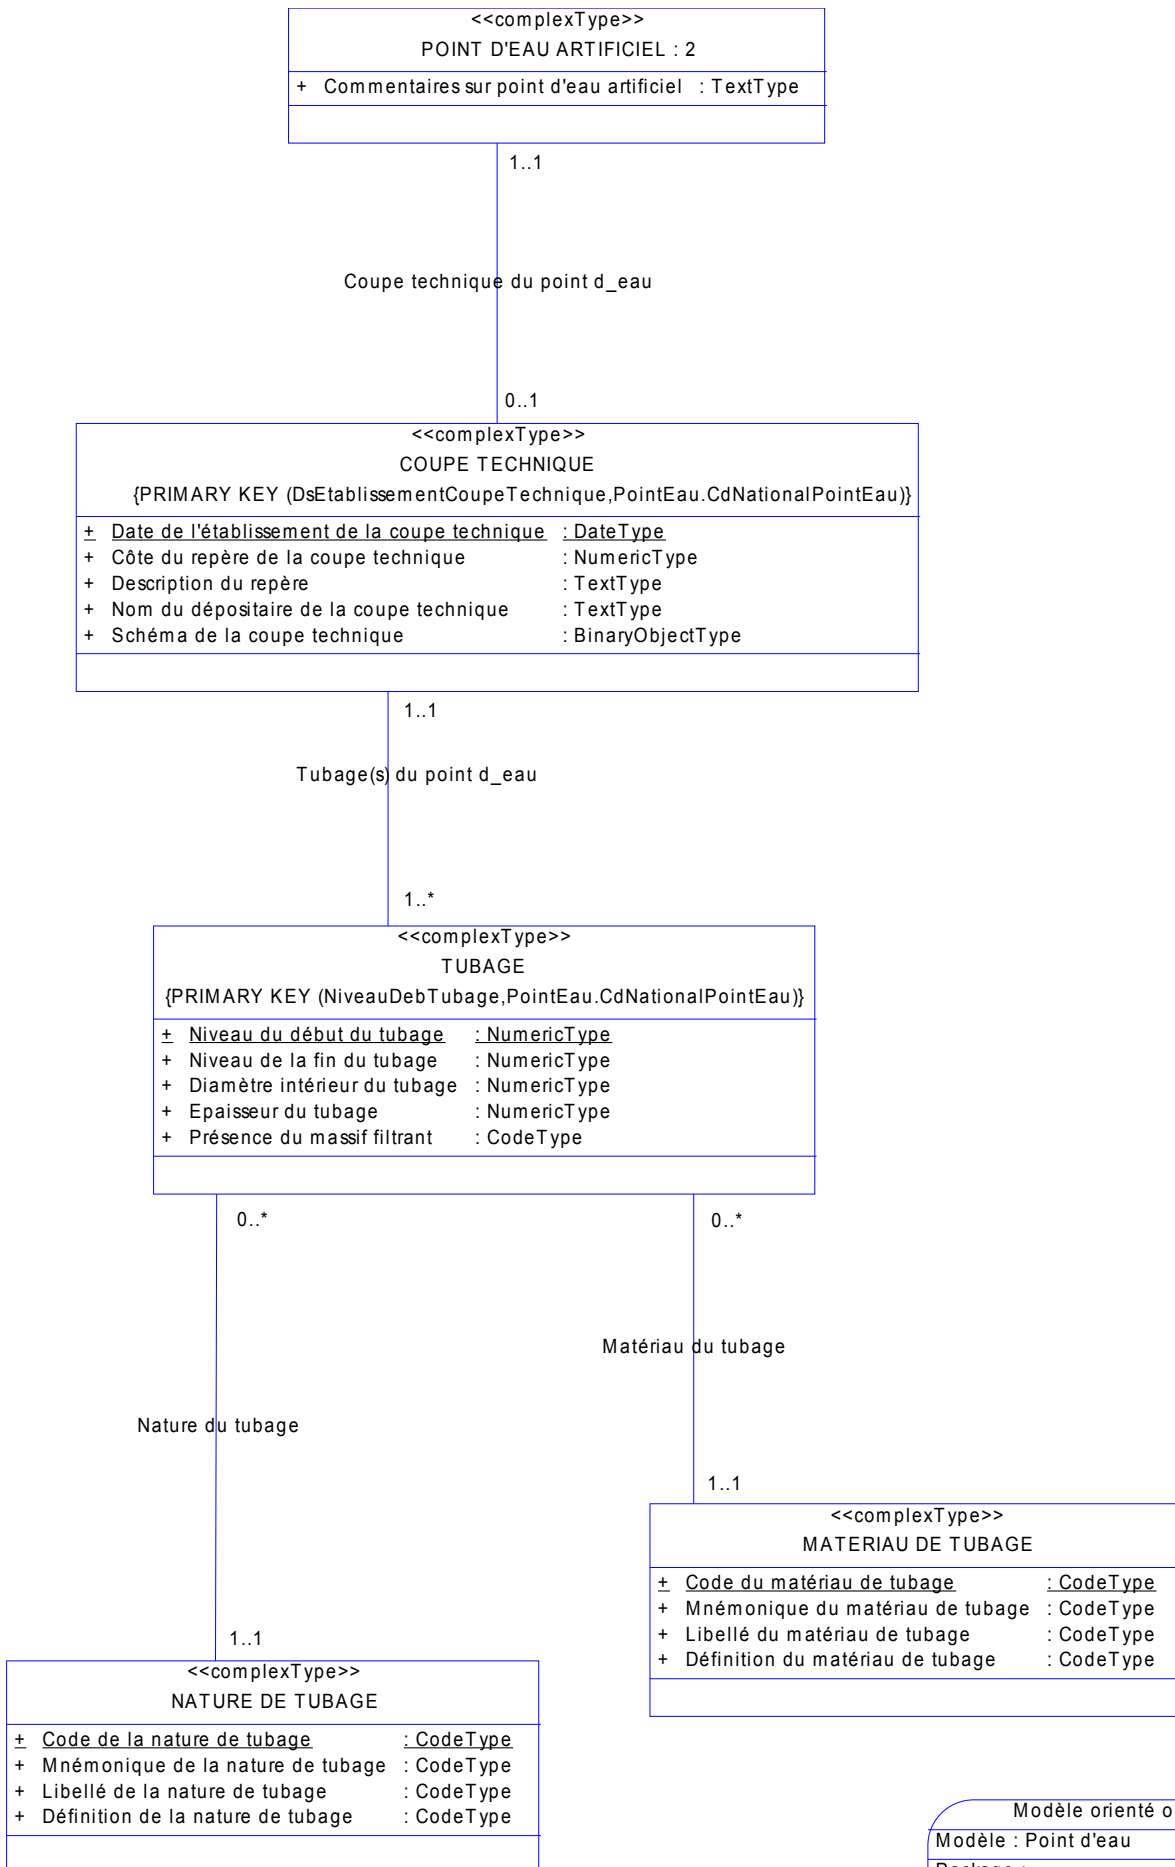 <<complexType>>
POINT D'EAU ARTIFICIEL : 2
+ Commentaires sur point d'eau artificiel : TextType
1..1
Coupe technique du point d_eau
0..1
<<complexType>>
COUPE TECHNIQUE
{PRIMARY KEY (DsEtablissementCoupeTechnique,PointEau.CdNationalPointEau)}
+ Date de l'établissement de la coupe technique : DateType
+ Côte du repère de la coupe technique : NumericType
+ Description du repère : TextType
+ Nom du dépositaire de la coupe technique : TextType
+ Schéma de la coupe technique : BinaryObjectType
1..1
Tubage(s) du point d_eau
1..*
<<complexType>>
TUBAGE
{PRIMARY KEY (NiveauDebTubage,PointEau.CdNationalPointEau)}
+ Niveau du début du tubage : NumericType
+ Niveau de la fin du tubage : NumericType
+ Diamètre intérieur du tubage : NumericType
+ Epaisseur du tubage : NumericType
+ Présence du massif filtrant : CodeType
0..*
0..*
Matériau du tubage
Nature du tubage
1..1
<<complexType>>
MATERIAU DE TUBAGE
+ Code du matériau de tubage : CodeType
+ Mnémonique du matériau de tubage : CodeType
+ Libellé du matériau de tubage : CodeType
+ Définition du matériau de tubage : CodeType
1..1
<<complexType>>
NATURE DE TUBAGE
+ Code de la nature de tubage : CodeType
+ Mnémonique de la nature de tubage : CodeType
+ Libellé de la nature de tubage : CodeType
+ Définition de la nature de tubage : CodeType
Modèle orienté o
Modèle : Point d'eau
Package :